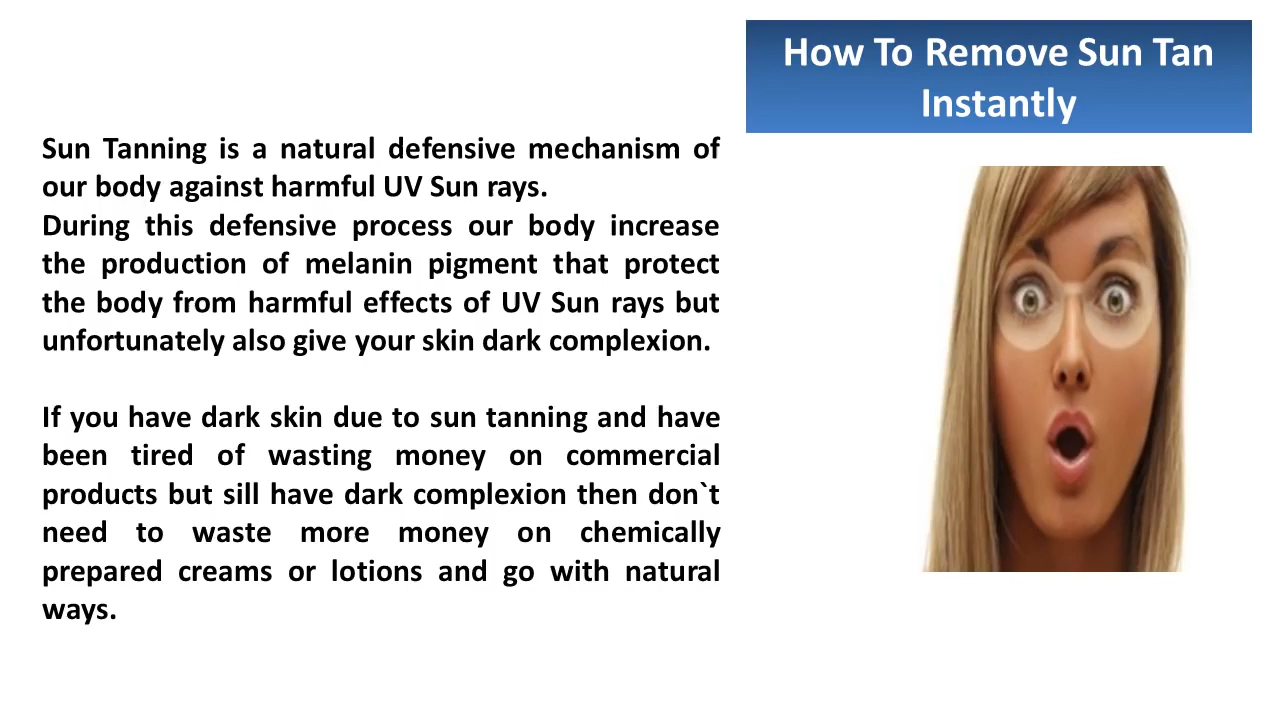 How To Remove Sun Tan
Instantly
Sun Tanning is a natural defensive mechanism of
our body against harmful UV Sun rays.
During this defensive process our body increase
the production of melanin pigment that protect
the body from harmful effects of UV Sun rays but
unfortunately also give your skin dark complexion.
If you have dark skin due to sun tanning and have
been tired of wasting money on commercial
products but sill have dark complexion then don`t
need to waste more money on chemically
prepared creams or lotions and go with natural
ways.